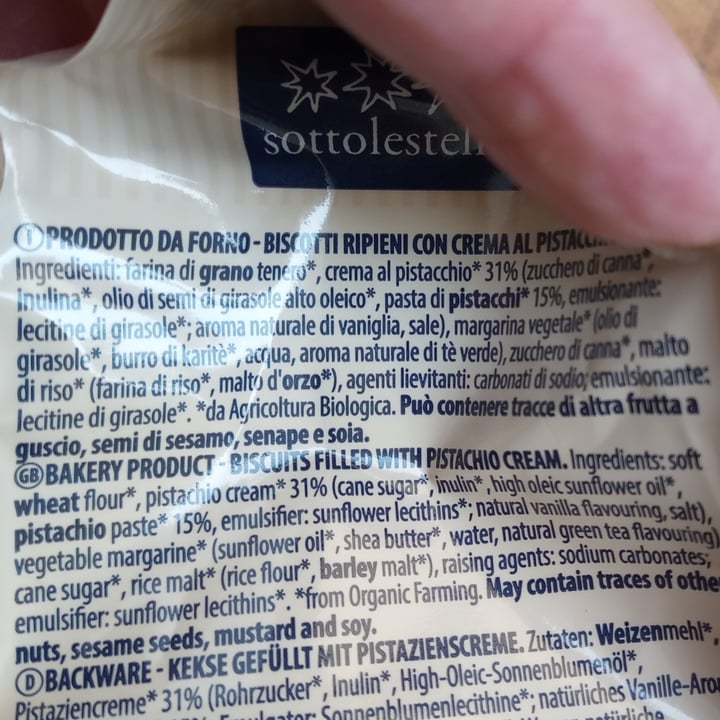 sottolestel
Ⓘ PRODOTTO DA FORNO - BISCOTTI RIPIENI CON CREMA AL
Ingredienti: farina di grano tenero*, crema al pistacchio* 31% (zucchero di canna*,
inulina*, olio di semi di girasole alto oleico*, pasta di pistacchi* 15%, emulsionante:
lecitine di girasole*; aroma naturale di vaniglia, sale), margarina vegetale* (olio di
girasole*, burro di karitè*, acqua, aroma naturale di tè verde), zucchero di canna*, malto
di riso* (farina di riso*, malto d'orzo*), agenti lievitanti: carbonati di sodio; emulsionante:
lecitine di girasole*. *da Agricoltura Biologica. Può contenere tracce di altra frutta a
guscio, semi di sesamo, senape e soia.
GB BAKERY PRODUCT - BISCUITS FILLED WITH PISTACHIO CREAM. Ingredients: soft
wheat flour*, pistachio cream* 31% (cane sugar*, inulin*, high oleic sunflower oil*,
pistachio paste* 15%, emulsifier: sunflower lecithins*; natural vanilla flavouring, salt),
vegetable margarine* (sunflower oil*, shea butter*, water, natural green tea flavouring)
cane sugar*, rice malt* (rice flour*, barley malt*), raising agents: sodium carbonates;
emulsifier: sunflower lecithins*. *from Organic Farming. May contain traces of othe
nuts, sesame seeds, mustard and soy.
Ⓓ BACKWARE - KEKSE GEFÜLLT MIT PISTAZIENSCREME. Zutaten: Weizenmehl*,
Pistaziencreme* 31% (Rohrzucker*, Inulin*, High-Oleic-Sonnenblumenöl*,
Sonnenblumenlecithine*; natürliches Vanille-Aro